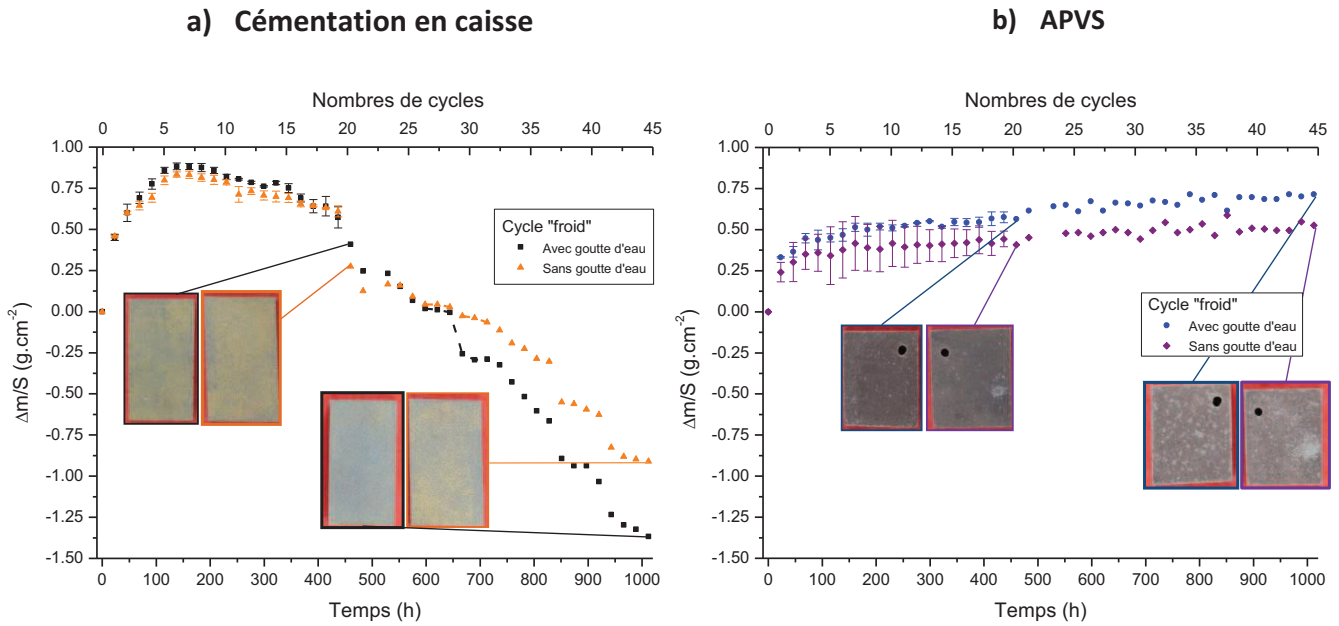 a) Cémentation en caisse
Nombres de cycles
0 5 10 15 20 25 30 35 40 45
1.00
0.75
0.50
0.25
0.00
-0.25
-0.50
-0.75
-1.00
-1.25
-1.50
Δm/S (g.cm-2)
Cycle "froid"
Avec goutte d'eau
Sans goutte d'eau
0 100 200 300 400 500 600 700 800 900 1000
Temps (h)
b) APVS
Nombres de cycles
0 5 10 15 20 25 30 35 40 45
1.00
0.75
0.50
0.25
0.00
-0.25
-0.50
-0.75
-1.00
-1.25
-1.50
Δm/S (g.cm-2)
Cycle "froid"
Avec goutte d'eau
Sans goutte d'eau
0 100 200 300 400 500 600 700 800 900 1000
Temps (h)